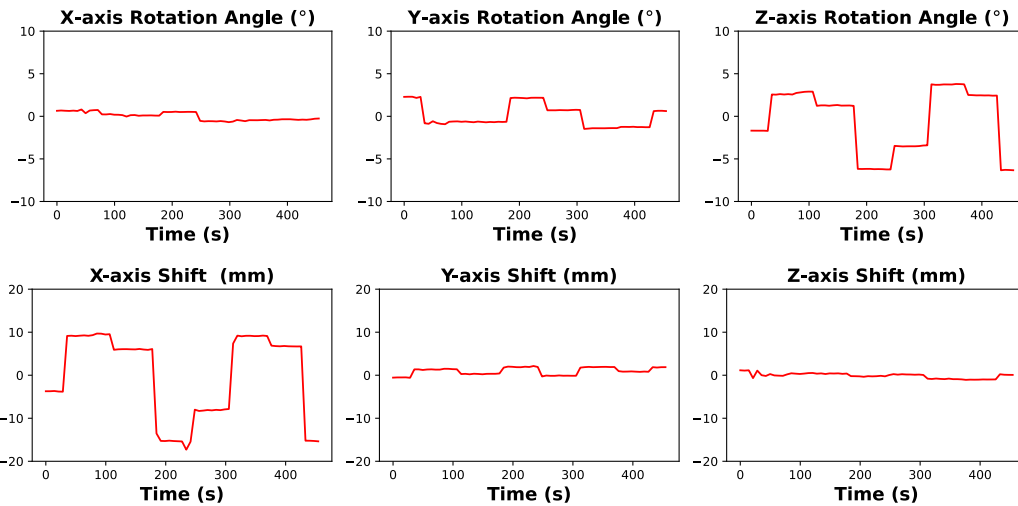 X-axis Rotation Angle (°)
10
5
0
−5
−10
0 100 200 300 400
Time (s)
Y-axis Rotation Angle (°)
10
5
0
−5
−10
0 100 200 300 400
Time (s)
Z-axis Rotation Angle (°)
10
5
0
−5
−10
0 100 200 300 400
Time (s)
X-axis Shift (mm)
20
10
0
−10
−20
0 100 200 300 400
Time (s)
Y-axis Shift (mm)
20
10
0
−10
−20
0 100 200 300 400
Time (s)
Z-axis Shift (mm)
20
10
0
−10
−20
0 100 200 300 400
Time (s)